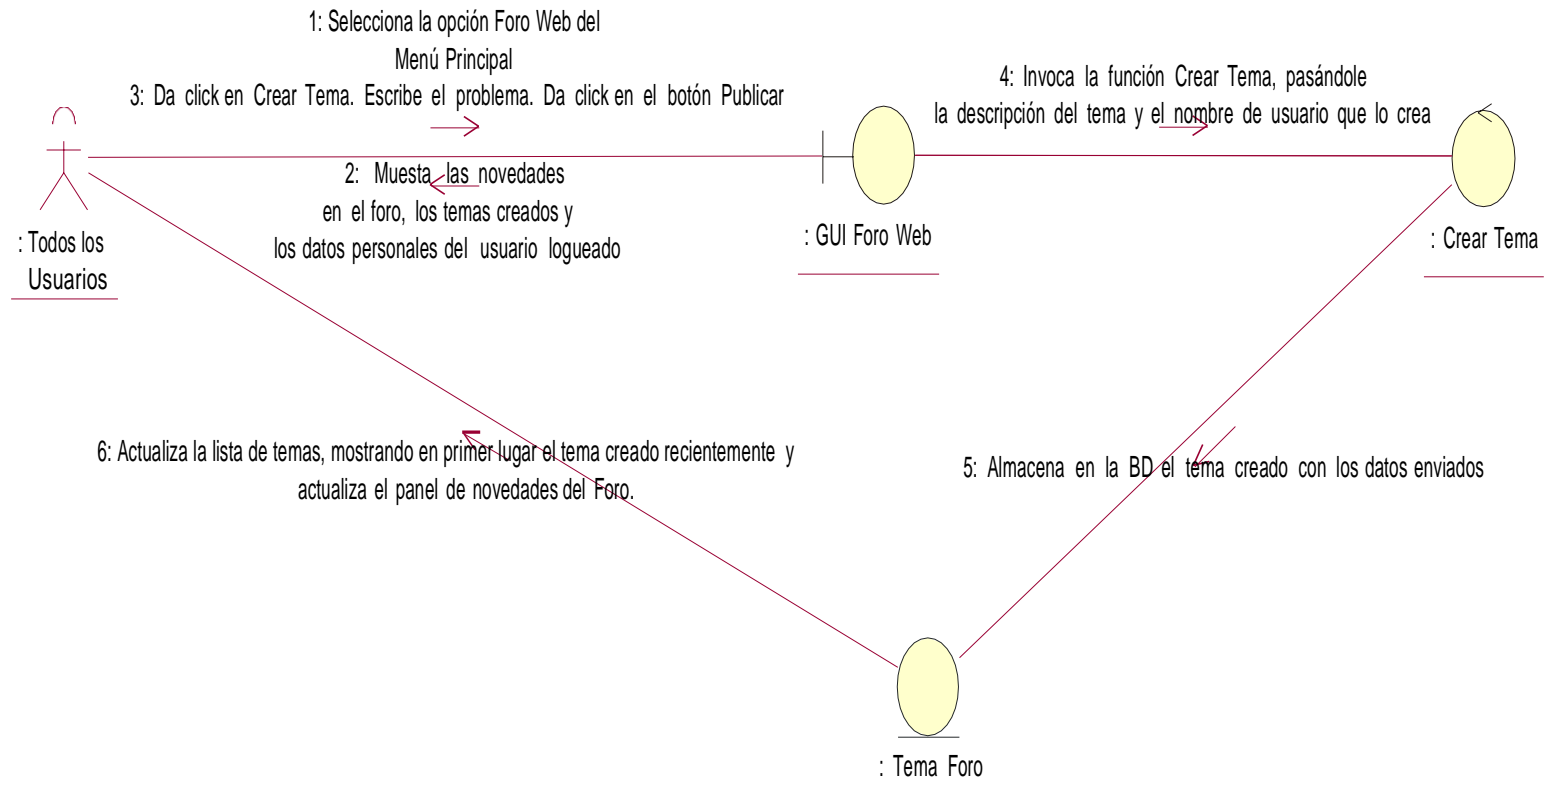 1: Selecciona la opción Foro Web del
Menú Principal
3: Da click en Crear Tema. Escribe el problema. Da click en el botón Publicar
4: Invoca la función Crear Tema, pasándole
la descripción del tema y el nombre de usuario que lo crea
2: Muesta las novedades
en el foro, los temas creados y
los datos personales del usuario logueado
: Todos los
Usuarios
: GUI Foro Web
: Crear Tema
6: Actualiza la lista de temas, mostrando en primer lugar el tema creado recientemente y
actualiza el panel de novedades del Foro.
5: Almacena en la BD el tema creado con los datos enviados
: Tema Foro